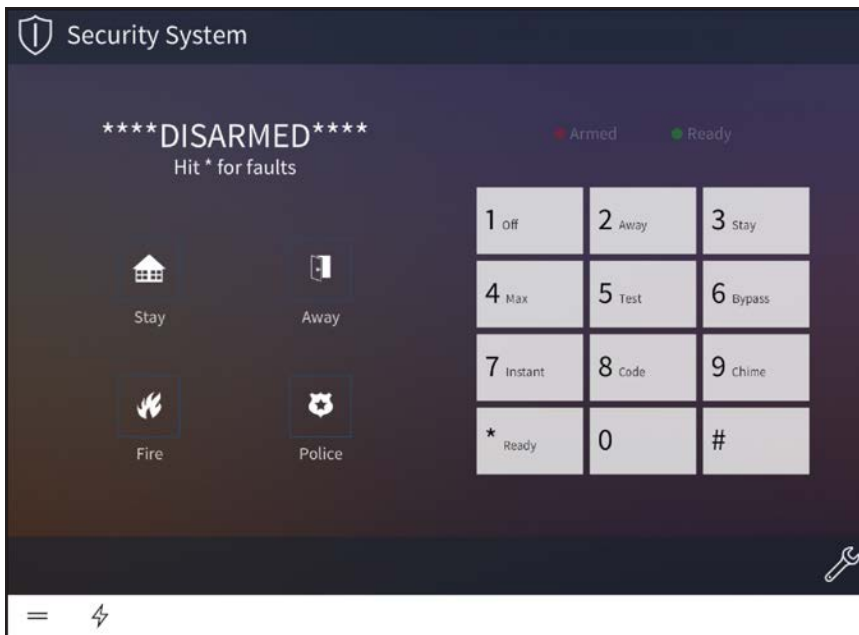 Security System
****DISARMED****
Hit * for faults
Armed
Ready
Stay
Away
Fire
Police
1 Off
2 Away
3 Stay
4 Max
5 Test
6 Bypass
7 Instant
8 Code
9 Chime
* Ready
0
#